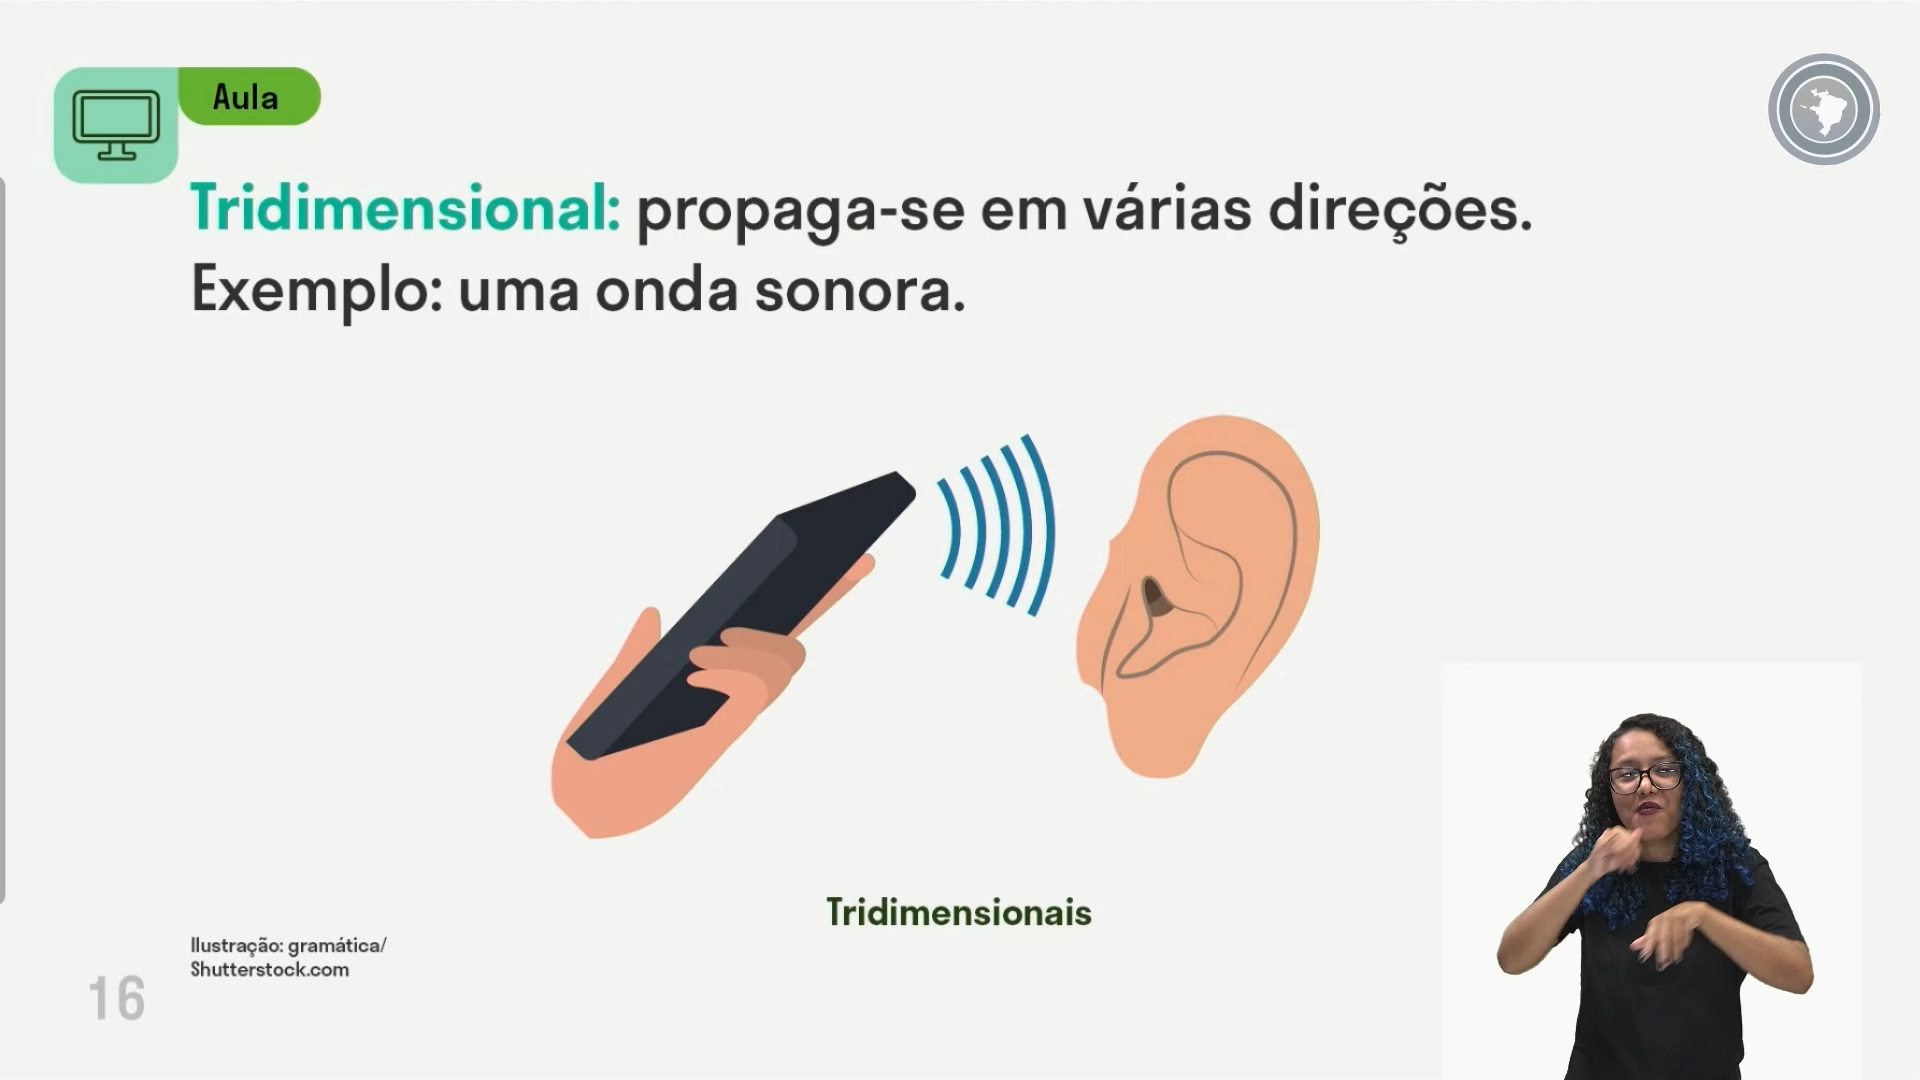 Aula
Tridimensional: propaga-se em várias direções.
Exemplo: uma onda sonora.
Tridimensionais
Ilustração: gramática/
Shutterstock.com
16